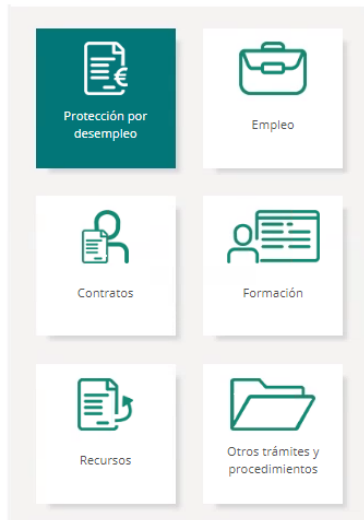 Protección por
desempleo
Empleo
Contratos
Formación
Recursos
Otros trámites y
procedimientos